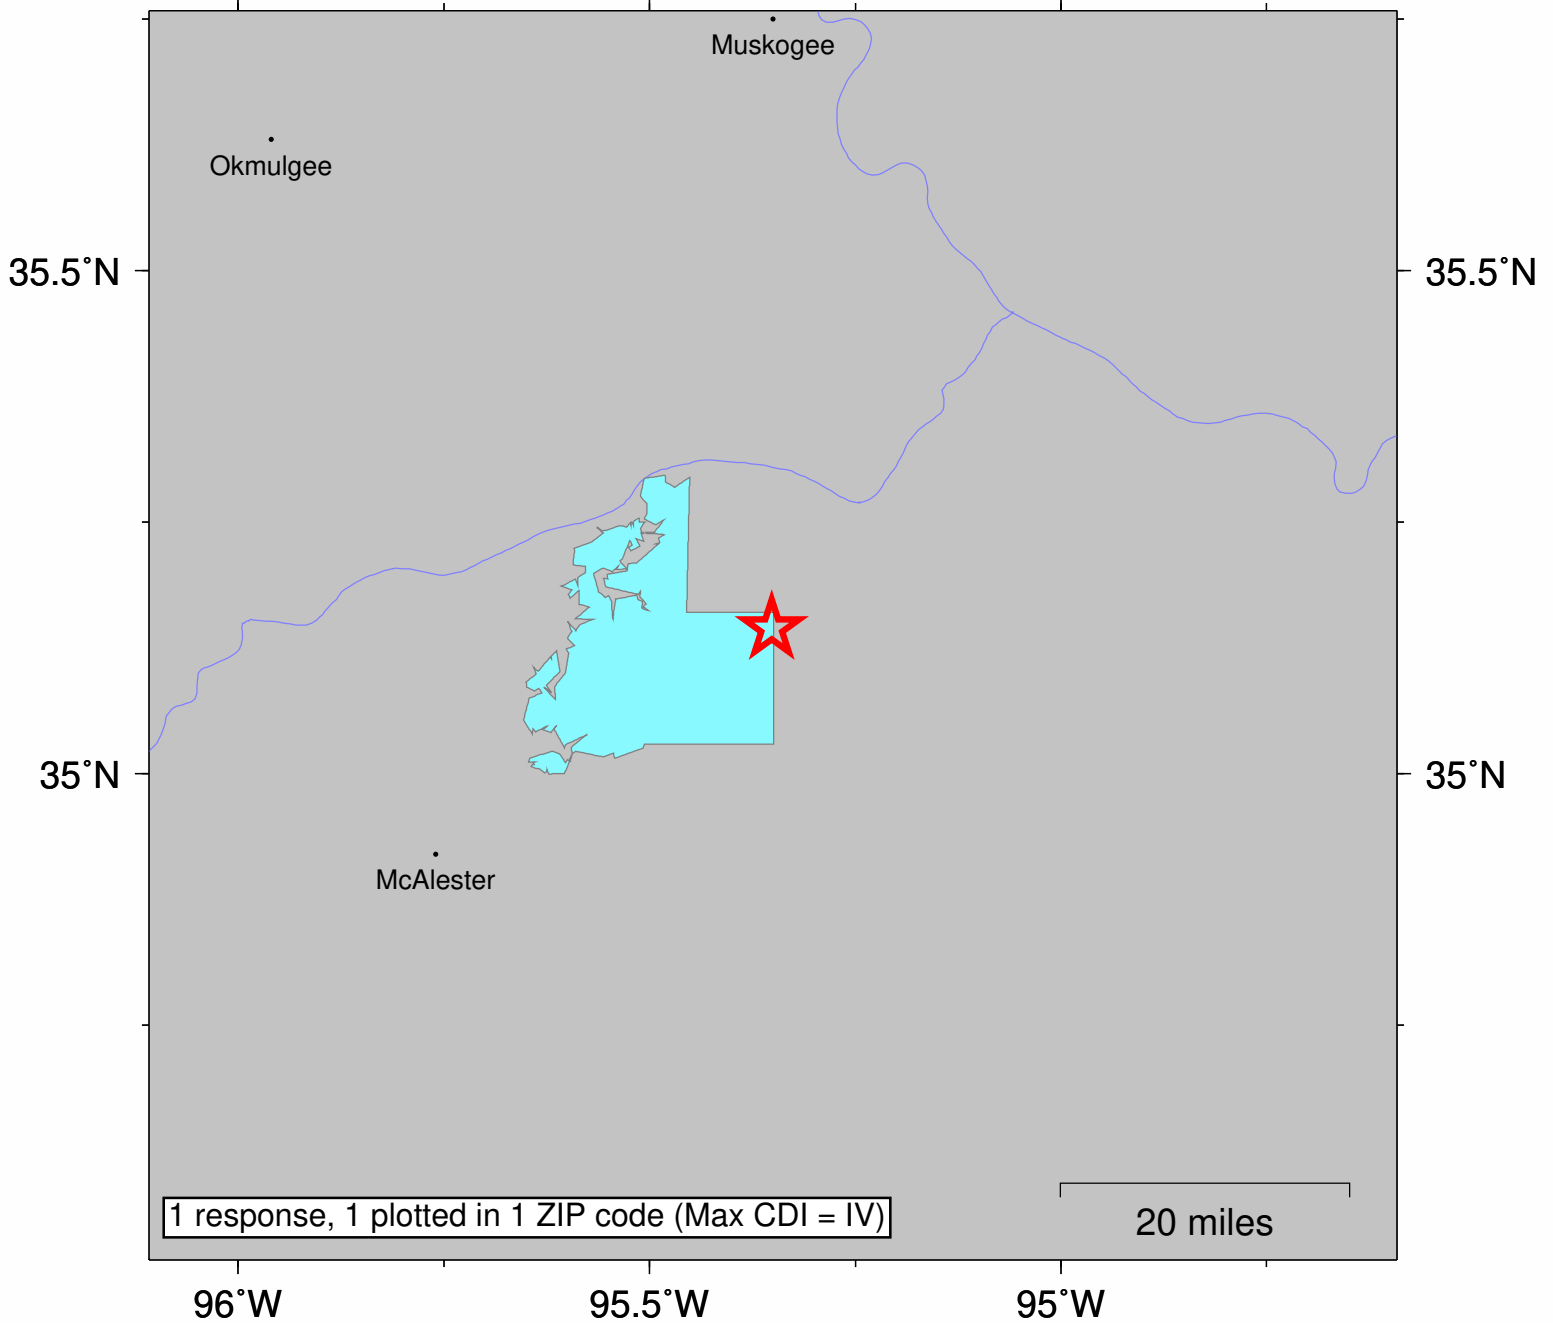 Muskogee
Okmulgee
35.5˚N 35.5˚N
35˚N 35˚N
McAlester
1 response, 1 plotted in 1 ZIP code (Max CDI = IV)
20 miles
96˚W 95.5˚W 95˚W